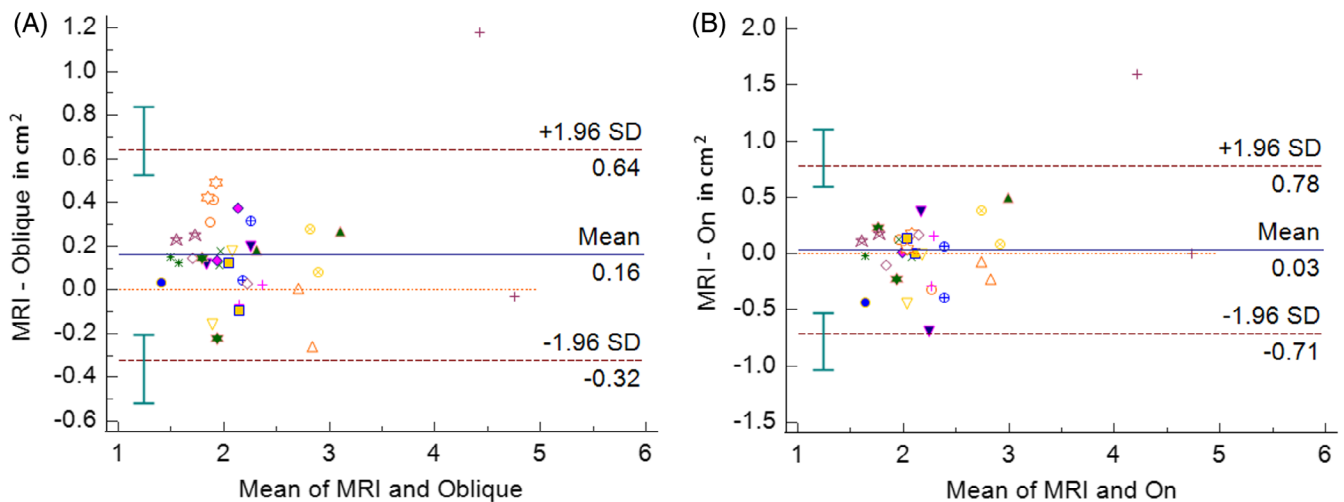 (A)
MRI - Oblique in cm²
1.2
1.0
0.8
0.6
0.4
0.2
0.0
-0.2
-0.4
-0.6
+1.96 SD
0.64
Mean
0.16
-1.96 SD
-0.32
1 2 3 4 5 6
Mean of MRI and Oblique
(B)
MRI - On in cm²
2.0
1.5
1.0
0.5
0.0
-0.5
-1.0
-1.5
+1.96 SD
0.78
Mean
0.03
-1.96 SD
-0.71
1 2 3 4 5 6
Mean of MRI and On